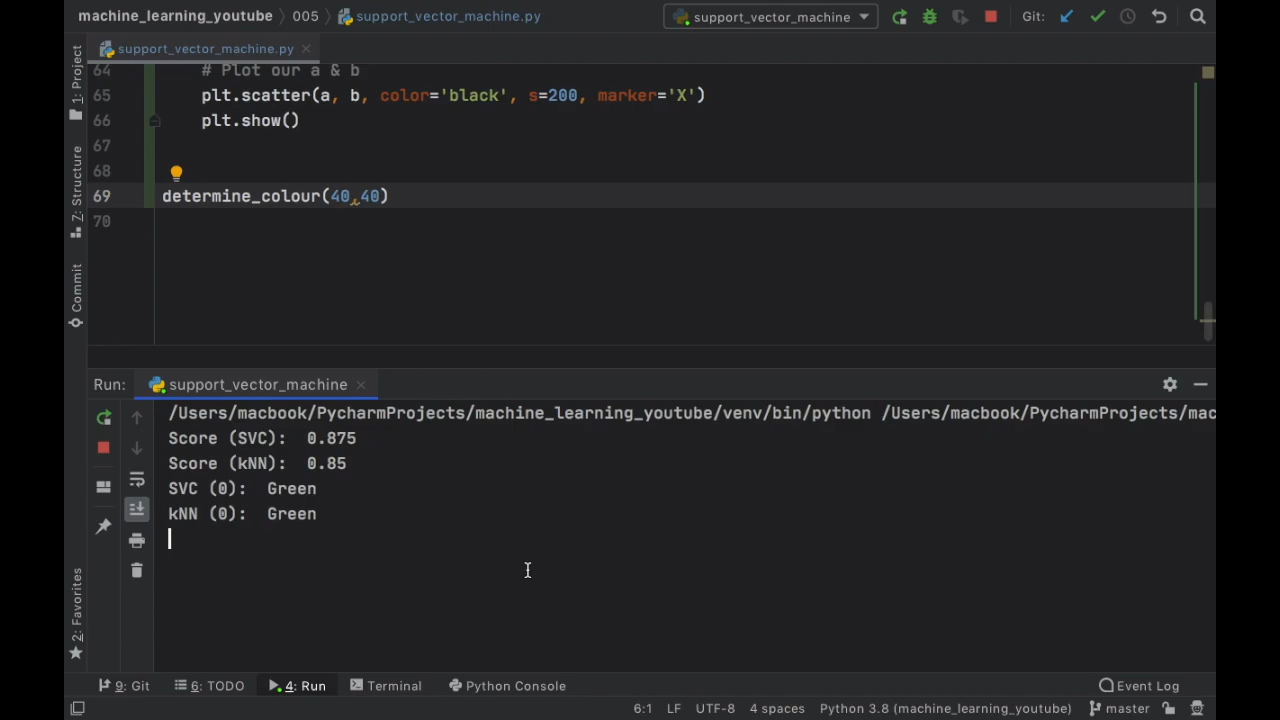 machine_learning_youtube 〉 005 〉 support_vector_machine.py
support_vector_machine
Git:
support_vector_machine.py
1: Project
7: Structure
Commit
2: Favorites
64 # Plot our a & b
65 plt.scatter(a, b, color='black', s=200, marker='X')
66 plt.show()
67
68
69 determine_colour(40,40)
70
Run: support_vector_machine
/Users/macbook/PycharmProjects/machine_learning_youtube/venv/bin/python /Users/macbook/PycharmProjects/mac
Score (SVC):  0.875
Score (kNN):  0.85
SVC (0):  Green
kNN (0):  Green
9: Git 6: TODO 4: Run Terminal Python Console Event Log
6:1 LF UTF-8 4 spaces Python 3.8 (machine_learning_youtube) master